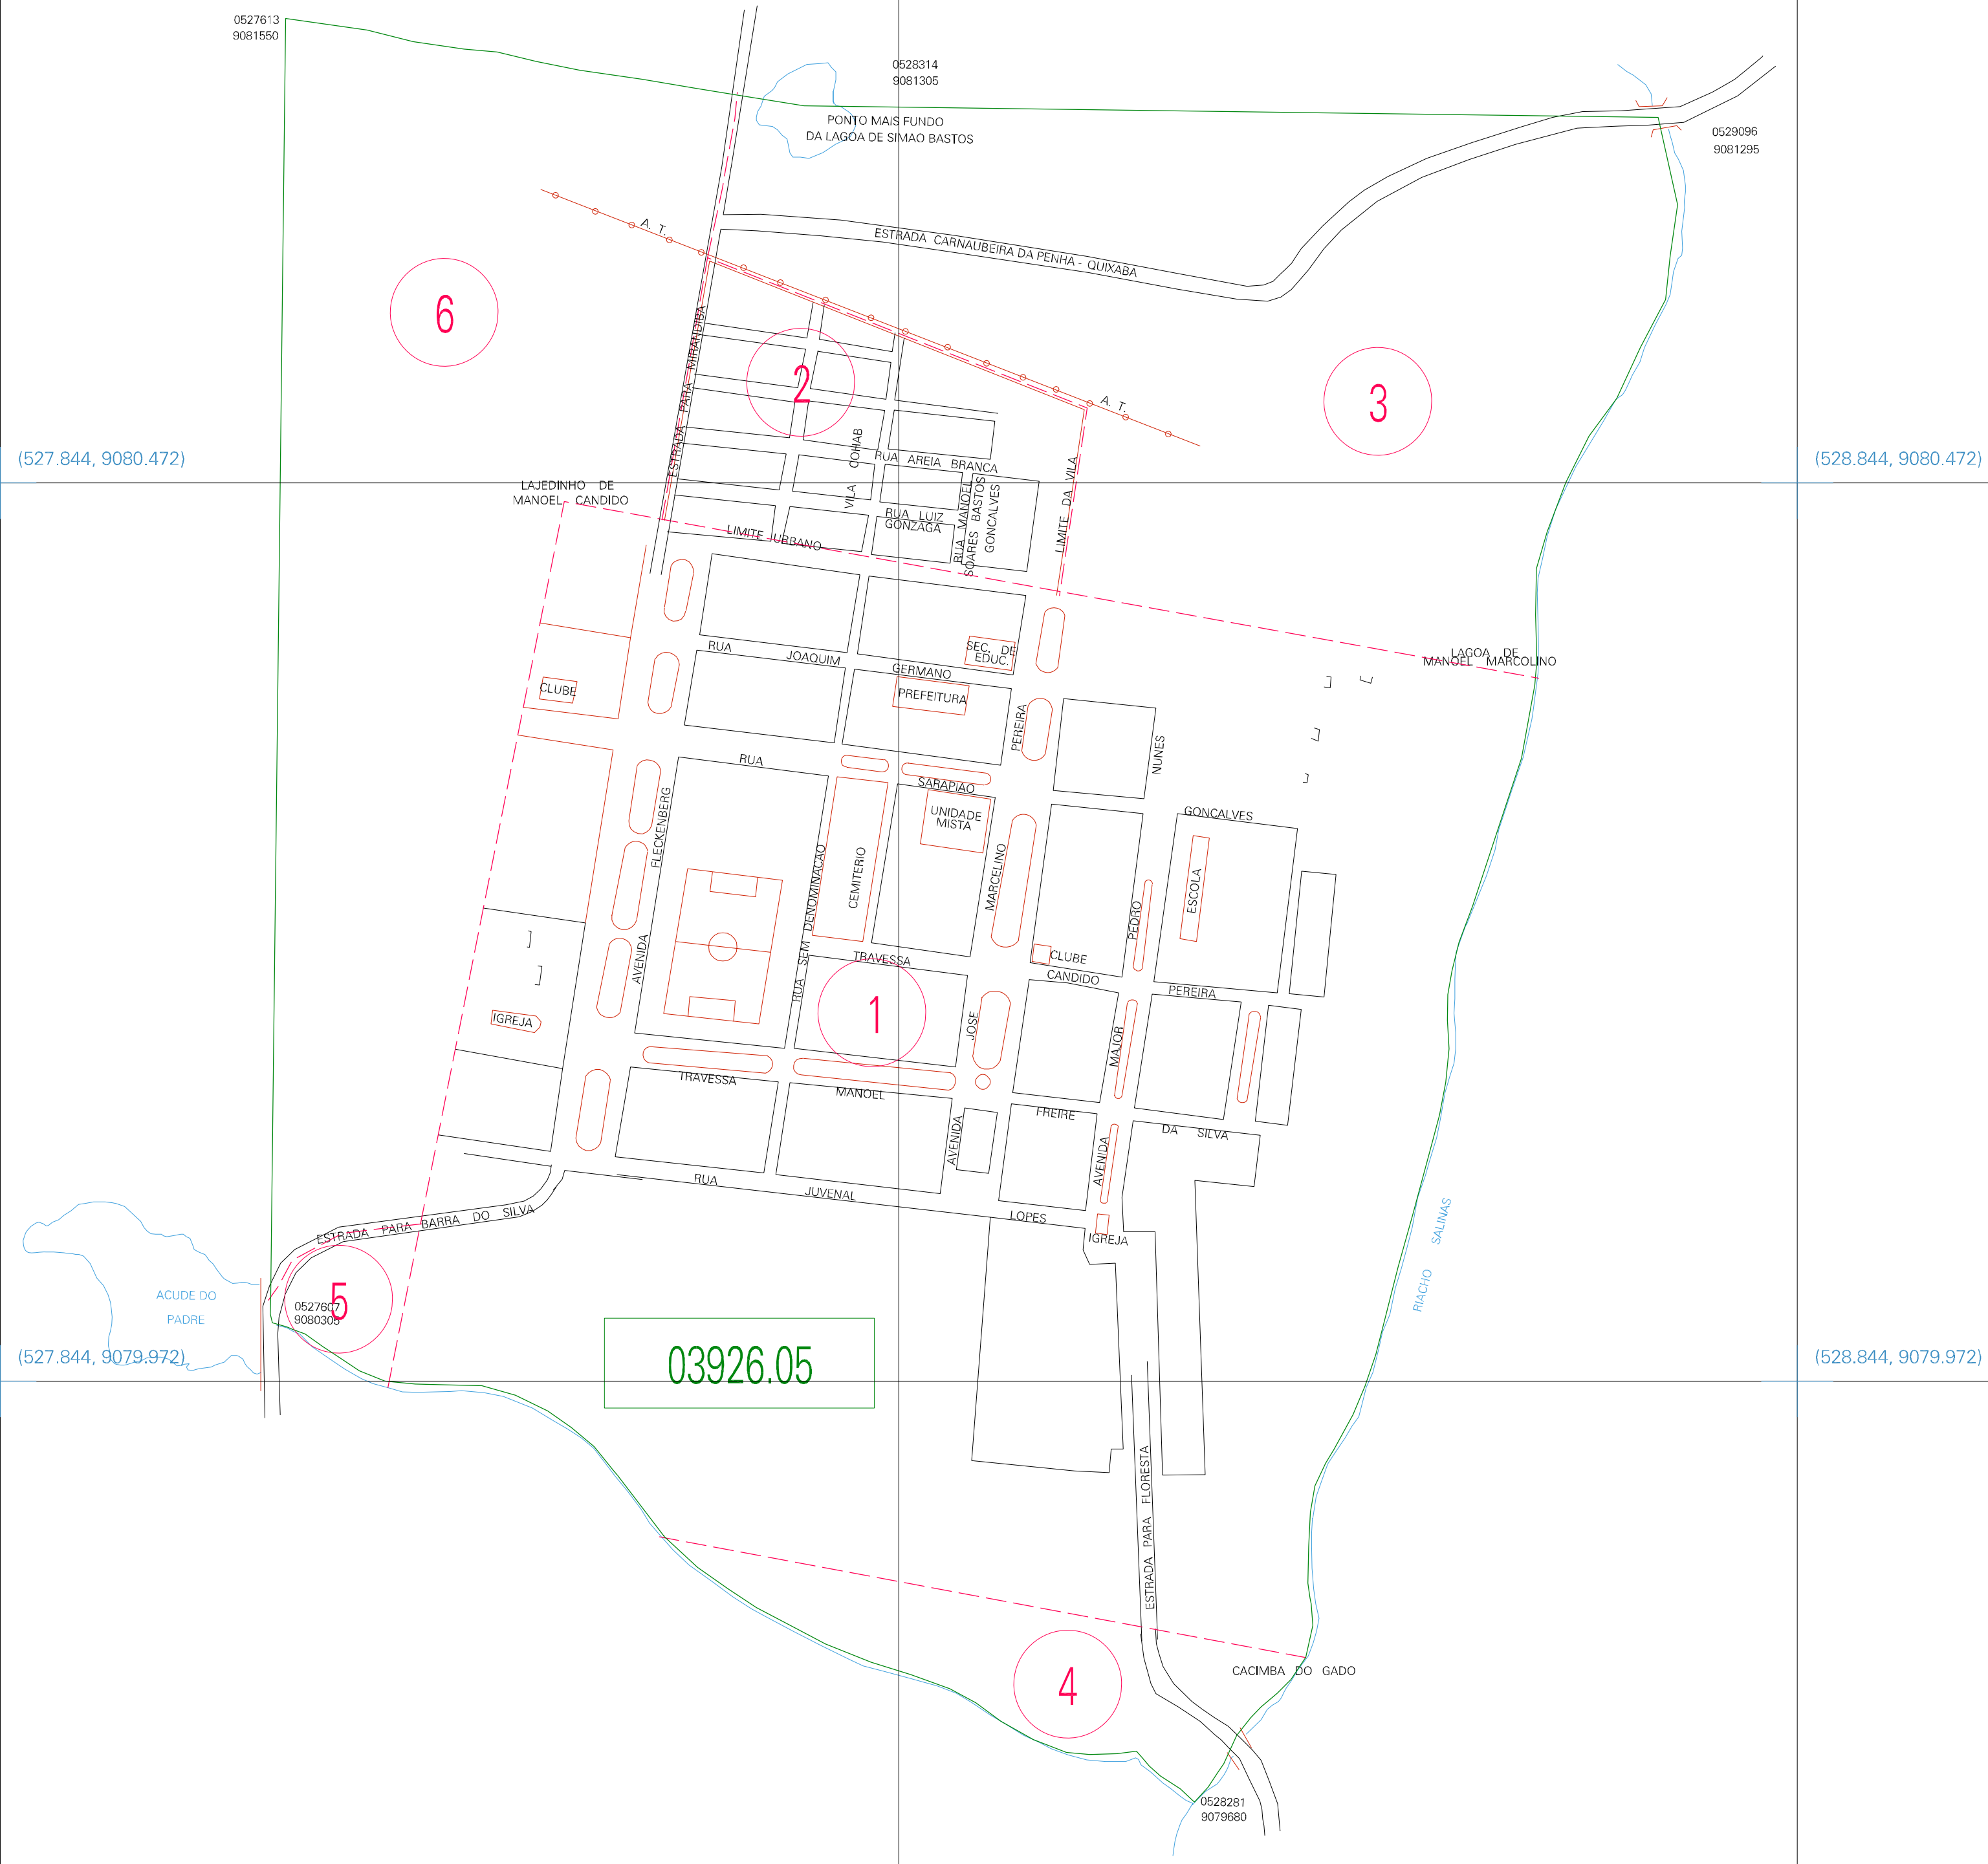 0527613
9081550
0528314
9081305
PONTO MAIS FUNDO
DA LAGOA DE SIMAO BASTOS
0529096
9081295
A. T.
ESTRADA CARNAUBEIRA DA PENHA - QUIXABA
6
ESTRADA PARA MIRANDIBA
2
3
A. T.
(527.844, 9080.472)
(528.844, 9080.472)
VILA COHAB
RUA AREIA BRANCA
LAJEDINHO DE
MANOEL CANDIDO
RUA LUIZ
GONZAGA
RUA MANOEL
SOARES BASTOS
GONCALVES
LIMITE DA VILA
LIMITE URBANO
RUA JOAQUIM GERMANO
SEC. DE
EDUC.
LAGOA DE
MANOEL MARCOLINO
CLUBE
PREFEITURA
PEREIRA
NUNES
RUA SARAPIAO
GONCALVES
UNIDADE
MISTA
FLECKENBERG
RUA SEM DENOMINACAO
CEMITERIO
MARCELINO
ESCOLA
PEDRO
AVENIDA
TRAVESSA
CLUBE
CANDIDO
PEREIRA
1
IGREJA
JOSE
MAJOR
TRAVESSA
MANOEL
FREIRE
DA SILVA
AVENIDA
AVENIDA
RUA
JUVENAL
LOPES
IGREJA
ESTRADA PARA BARRA DO SILVA
RIACHO SALINAS
ACUDE DO
PADRE
5
0527607
9080305
(527.844, 9079.972)
(528.844, 9079.972)
03926.05
ESTRADA PARA FLORESTA
4
CACIMBA DO GADO
0528281
9079680